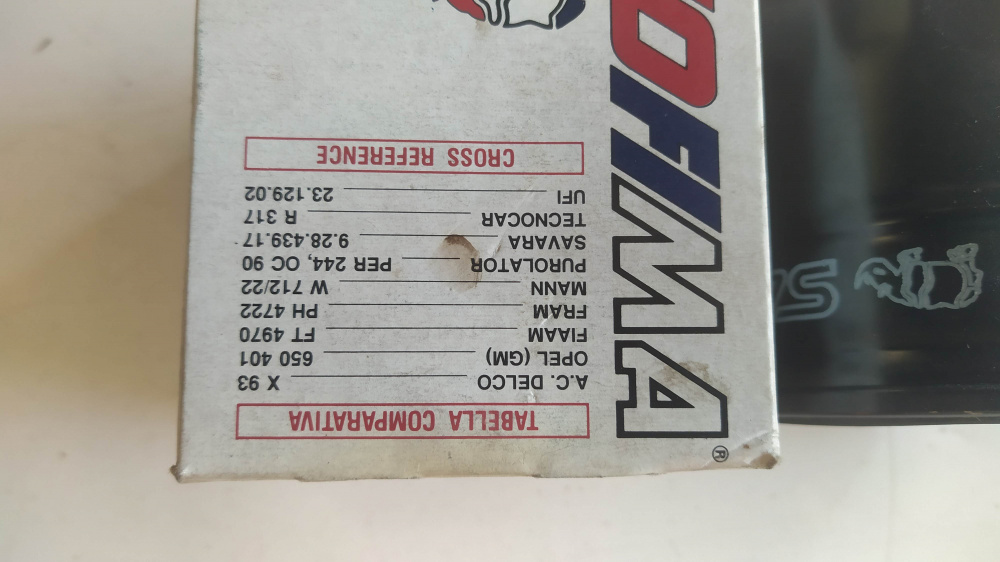 TABELLA COMPARATIVA
A.C. DELCO X 93
OPEL (GM) 650 401
FIAAM FT 4970
FRAM PH 4722
MANN W 712/22
PUROLATOR PER 244, OC 90
SAVARA 9.28.439.17
TECNOCAR R 317
UFI 23.129.02
CROSS REFERENCE
OFIMA
®